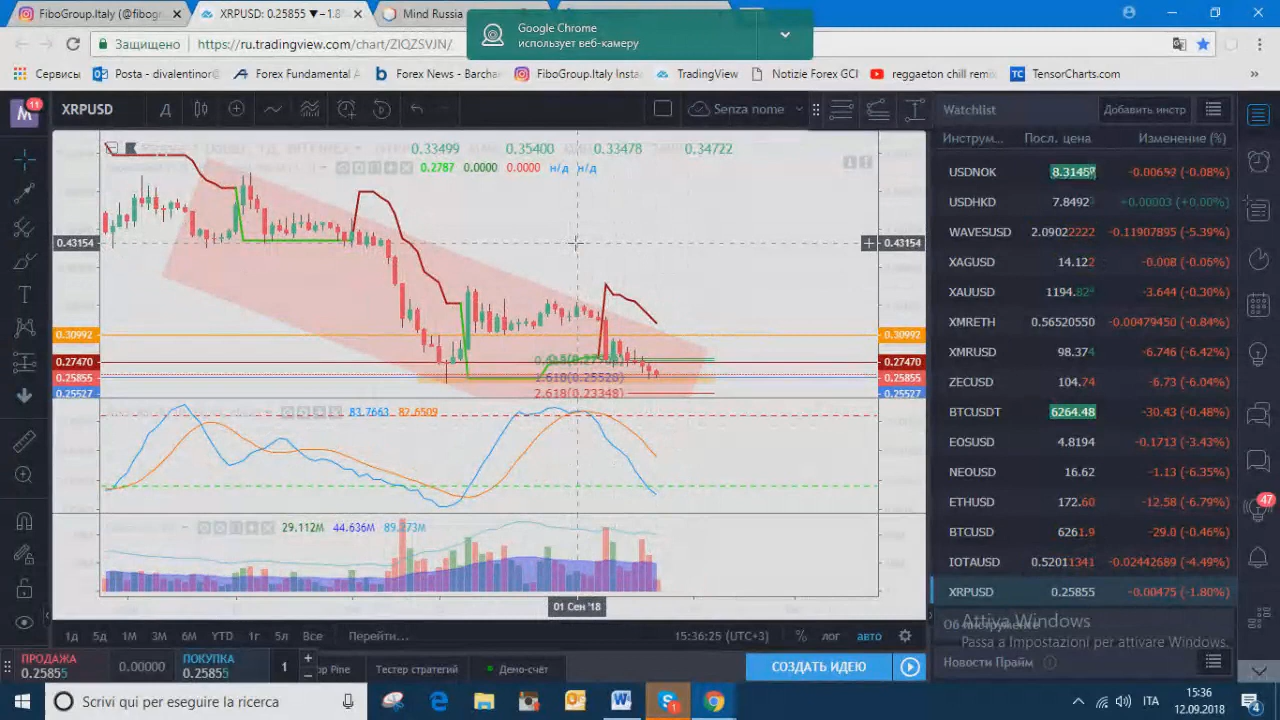 FiboGroup.Italy (@fibogr
XRPUSD: 0.25855 ▼ −1.8
Mind Russia
Google Chrome
использует веб-камеру
Защищено
https://ru.tradingview.com/chart/ZIQZSVJN/
Сервисы
Posta - dvalentino@
Forex Fundamental A
Forex News - Barcha
FiboGroup.Italy Insta
TradingView
Notizie Forex GCI
reggaeton chill remix
TensorCharts.com
»
M
11
XRPUSD
Д
Senza nome
Watchlist
Добавить инстр
0.33499
0.35400
0.33478
0.34722
0.2787
0.0000
0.0000
н/д
н/д
Инструм...
Посл. цена
Изменение (%)
USDNOK 8.31457 -0.00659 (-0.08%)
USDHKD 7.8492 +0.00003 (+0.00%)
WAVESUSD 2.09022222 -0.11907895 (-5.39%)
XAGUSD 14.122 -0.008 (-0.06%)
XAUUSD 1194.82 -3.644 (-0.30%)
XMRETH 0.56520550 -0.00479450 (-0.84%)
XMRUSD 98.374 -6.746 (-6.42%)
ZECUSD 104.74 -6.73 (-6.04%)
BTCUSDT 6264.48 -30.43 (-0.48%)
EOSUSD 4.8194 -0.1713 (-3.43%)
NEOUSD 16.62 -1.13 (-6.35%)
ETHUSD 172.60 -12.58 (-6.79%)
BTCUSD 6261.9 -29.0 (-0.46%)
IOTAUSD 0.52011341 -0.02442689 (-4.49%)
XRPUSD 0.25855 -0.00475 (-1.80%)
0.43154
0.43154
0.30992
0.30992
0.27470
0.27470
0.25855
0.25855
0.25527
0.25527
2.618(0.25528)
2.618(0.23348)
83.7663
82.6509
29.112M
44.636M
89.273M
47
01 Сен '18
Об инструменте
Attiva Windows
Passa a Impostazioni per attivare Windows.
1д
5д
1М
3М
6М
YTD
1г
5л
Все
Перейти...
15:36:25 (UTC+3)
%
лог
авто
Новости Прайм
ПРОДАЖА
0.25855
0.00000
ПОКУПКА
0.25855
1
op Pine
Тестер стратегий
Демо-счёт
СОЗДАТЬ ИДЕЮ
Scrivi qui per eseguire la ricerca
ITA
15:36
12.09.2018
4